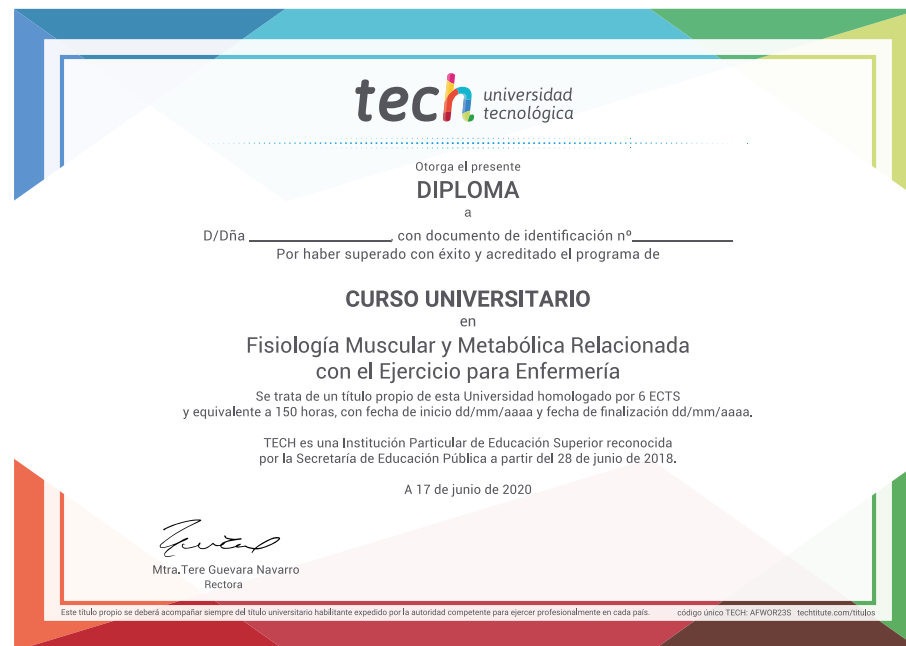 tech universidad
tecnológica
Otorga el presente
DIPLOMA
a
D/Dña ______________, con documento de identificación nº__________
Por haber superado con éxito y acreditado el programa de
CURSO UNIVERSITARIO
en
Fisiología Muscular y Metabólica Relacionada
con el Ejercicio para Enfermería
Se trata de un título propio de esta Universidad homologado por 6 ECTS
y equivalente a 150 horas, con fecha de inicio dd/mm/aaaa y fecha de finalización dd/mm/aaaa.
TECH es una Institución Particular de Educación Superior reconocida
por la Secretaría de Educación Pública a partir del 28 de junio de 2018.
A 17 de junio de 2020
Mtra.Tere Guevara Navarro
Rectora
Este título propio se deberá acompañar siempre del título universitario habilitante expedido por la autoridad competente para ejercer profesionalmente en cada país. código único TECH: AFWOR23S techtitute.com/titulos